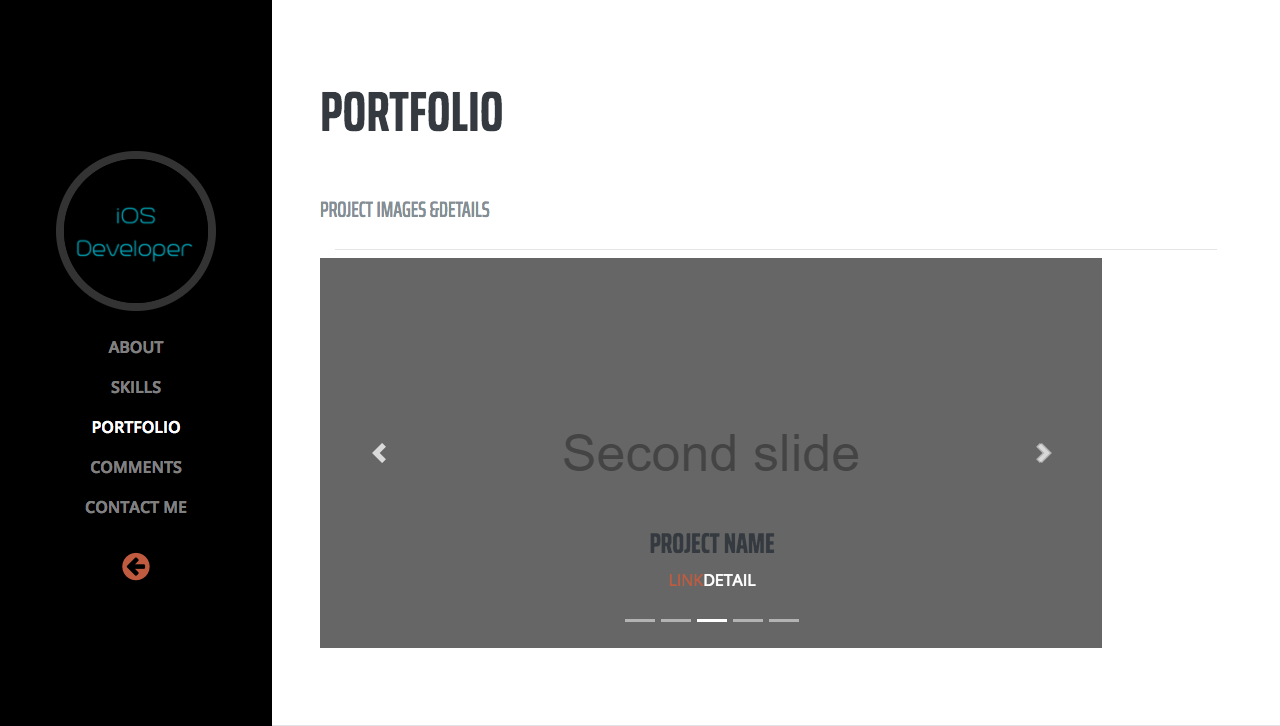 iOS
Developer
ABOUT
SKILLS
PORTFOLIO
COMMENTS
CONTACT ME
PORTFOLIO
PROJECT IMAGES &DETAILS
Second slide
PROJECT NAME
LINKDETAIL